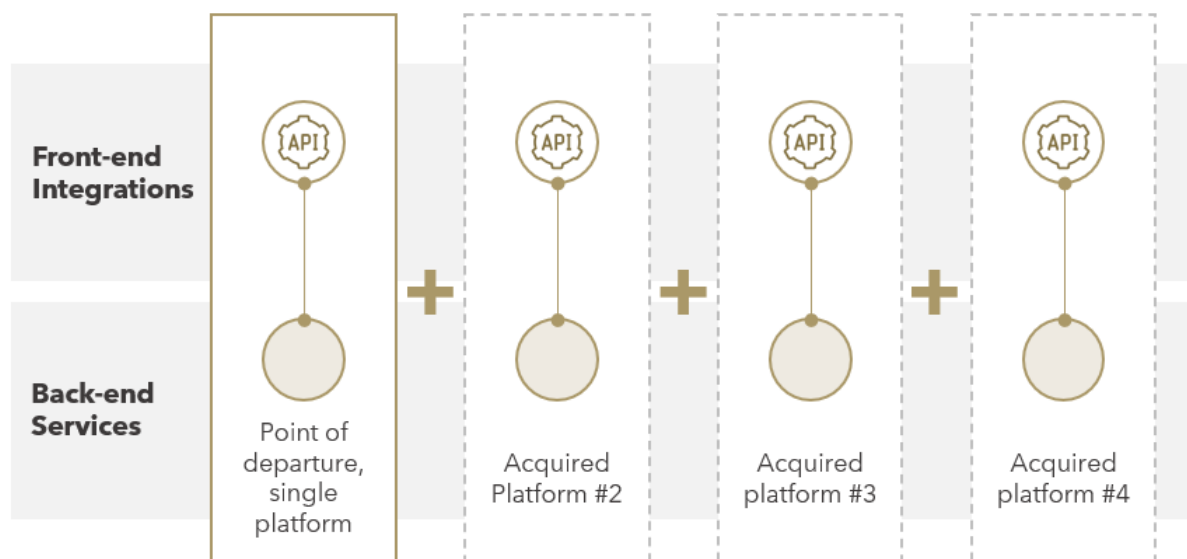 Front-end
Integrations
API
API
API
API
Back-end
Services
Point of
departure,
single
platform
Acquired
Platform #2
Acquired
platform #3
Acquired
platform #4